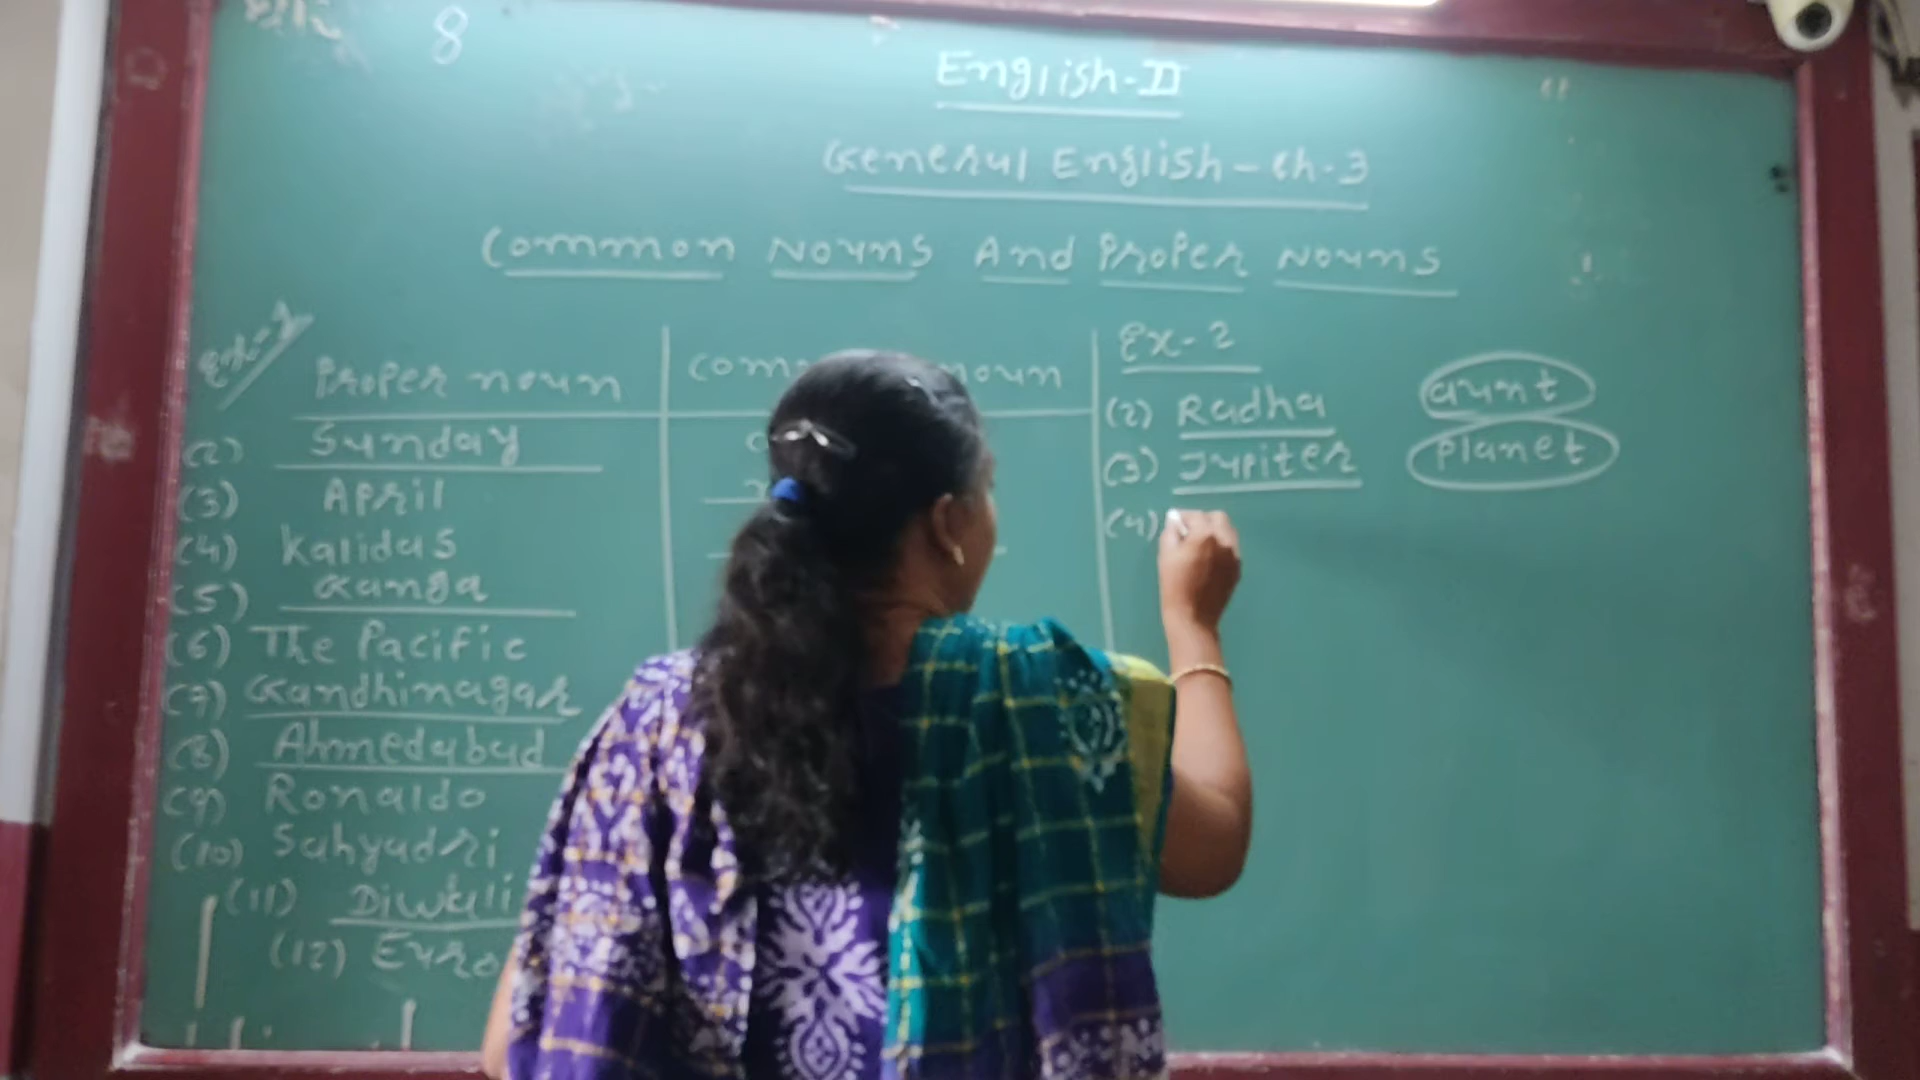 8
English-II
General English - Ch-3
Common Nouns And Proper Nouns
Proper noun
noun
(2) Sunday
(3) April
(4) Kalidas
(5) Ganga
(6) The Pacific
(7) Gandhinagar
(8) Ahmedabad
(9) Ronaldo
(10) Sahyadri
(11) Diwali
(12)
Ex-2
(2) Radha aunt
(3) Jupiter planet
(4)